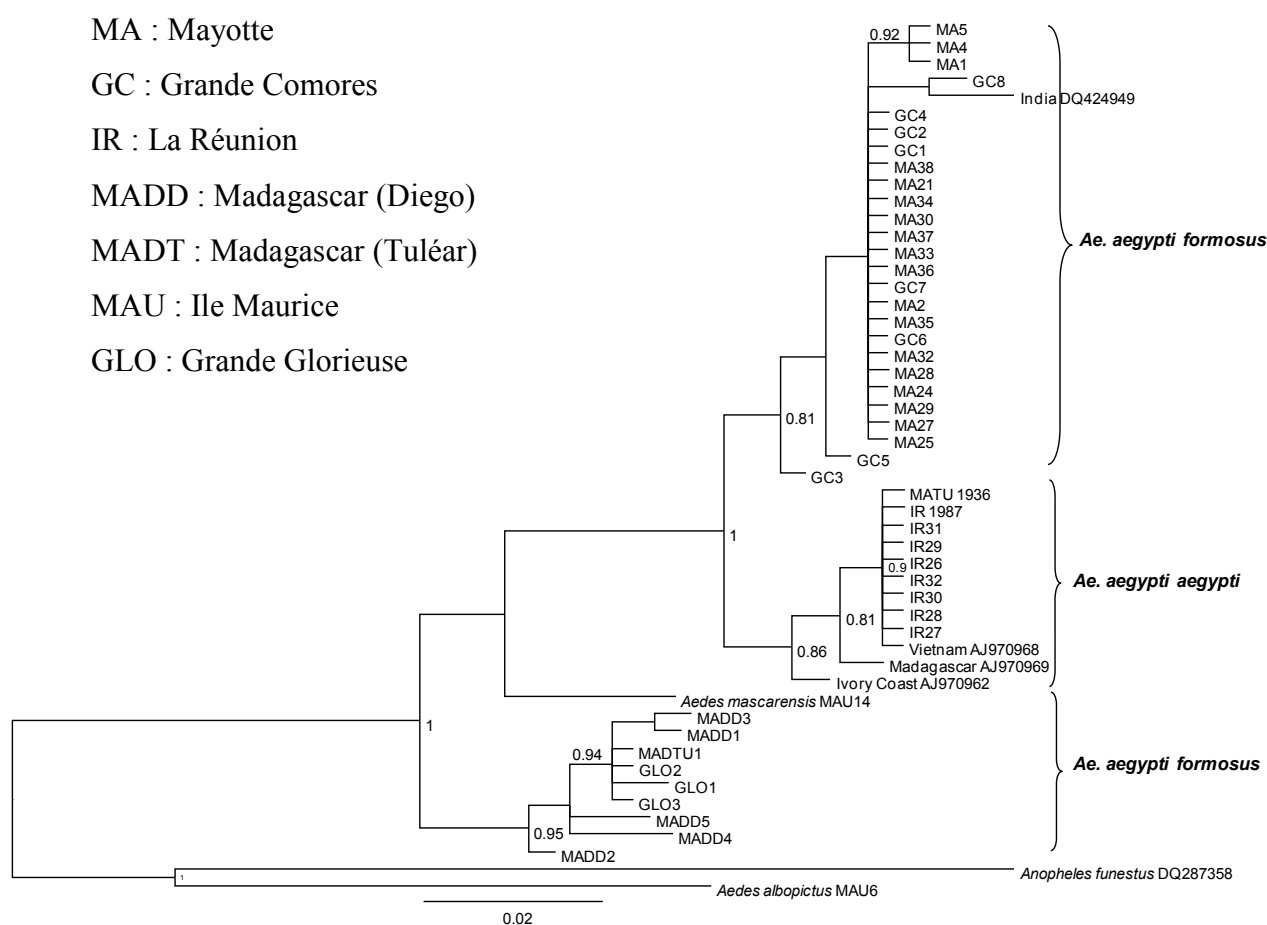 MA : Mayotte
GC : Grande Comores
IR : La Réunion
MADD : Madagascar (Diego)
MADT : Madagascar (Tuléar)
MAU : Ile Maurice
GLO : Grande Glorieuse
0.92
MA5
MA4
MA1
GC8
India DQ424949
GC4
GC2
GC1
MA38
MA21
MA34
MA30
MA37
MA33
MA36
GC7
MA2
MA35
GC6
MA32
MA28
MA24
MA29
MA27
MA25
GC5
GC3
0.81
Ae. aegypti formosus
1
MATU 1936
IR 1987
IR31
IR29
0.9 IR26
IR32
IR30
IR28
IR27
Vietnam AJ970968
Madagascar AJ970969
Ivory Coast AJ970962
0.81
0.86
Ae. aegypti aegypti
Aedes mascarensis MAU14
1
MADD3
MADD1
0.94
MADTU1
GLO2
GLO1
GLO3
MADD5
MADD4
0.95
MADD2
Ae. aegypti formosus
Anopheles funestus DQ287358
1
Aedes albopictus MAU6
0.02